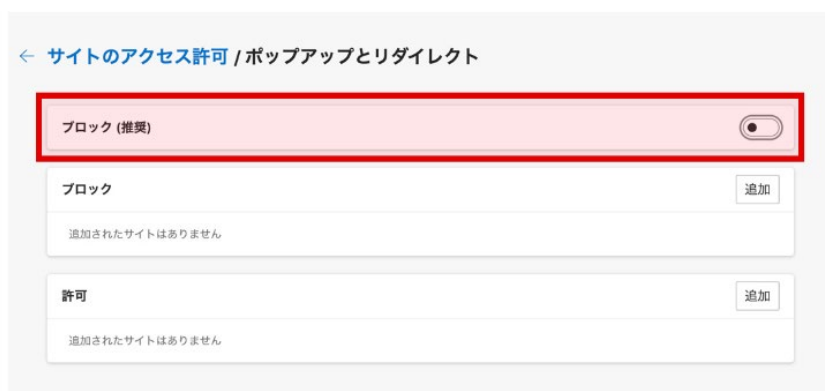 ← サイトのアクセス許可 / ポップアップとリダイレクト
ブロック (推奨)
ブロック 追加
追加されたサイトはありません
許可 追加
追加されたサイトはありません